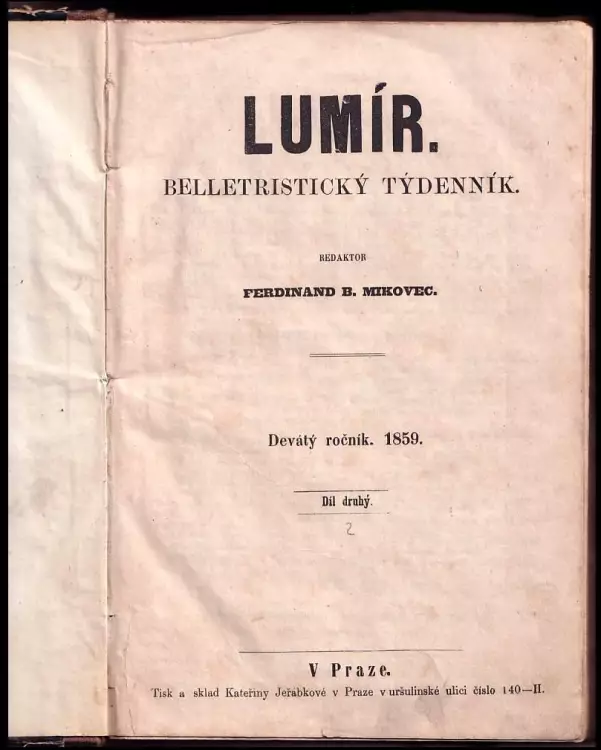 LUMÍR.
BELLETRISTICKÝ TÝDENNÍK.
REDAKTOR
FERDINAND B. MIKOVEC.
Devátý ročník. 1859.
Díl druhý.
2
V Praze.
Tisk a sklad Kateřiny Jeřábkové v Praze v uršulinské ulici číslo 140—II.